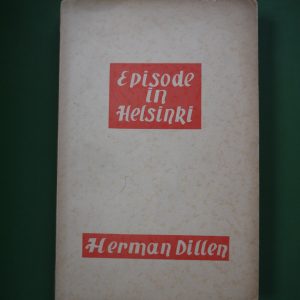 Episode
in
Helsinki
Herman Dillen